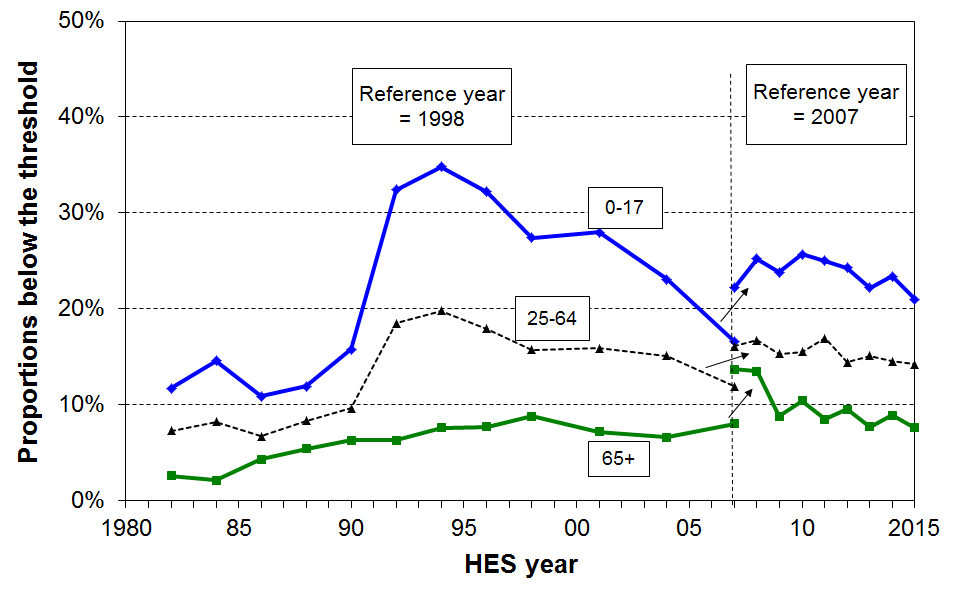 50%
40%
30%
20%
10%
0%
Proportions below the threshold
Reference year
= 1998
Reference year
= 2007
0-17
25-64
65+
1980 85 90 95 00 05 10 2015
HES year